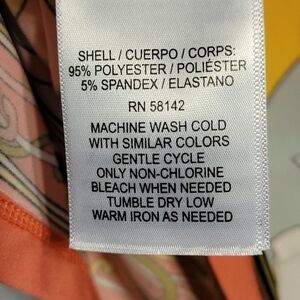 SHELL / CUERPO / CORPS:
95% POLYESTER / POLIÉSTER
5% SPANDEX / ELASTANO
RN 58142
MACHINE WASH COLD
WITH SIMILAR COLORS
GENTLE CYCLE
ONLY NON-CHLORINE
BLEACH WHEN NEEDED
TUMBLE DRY LOW
WARM IRON AS NEEDED